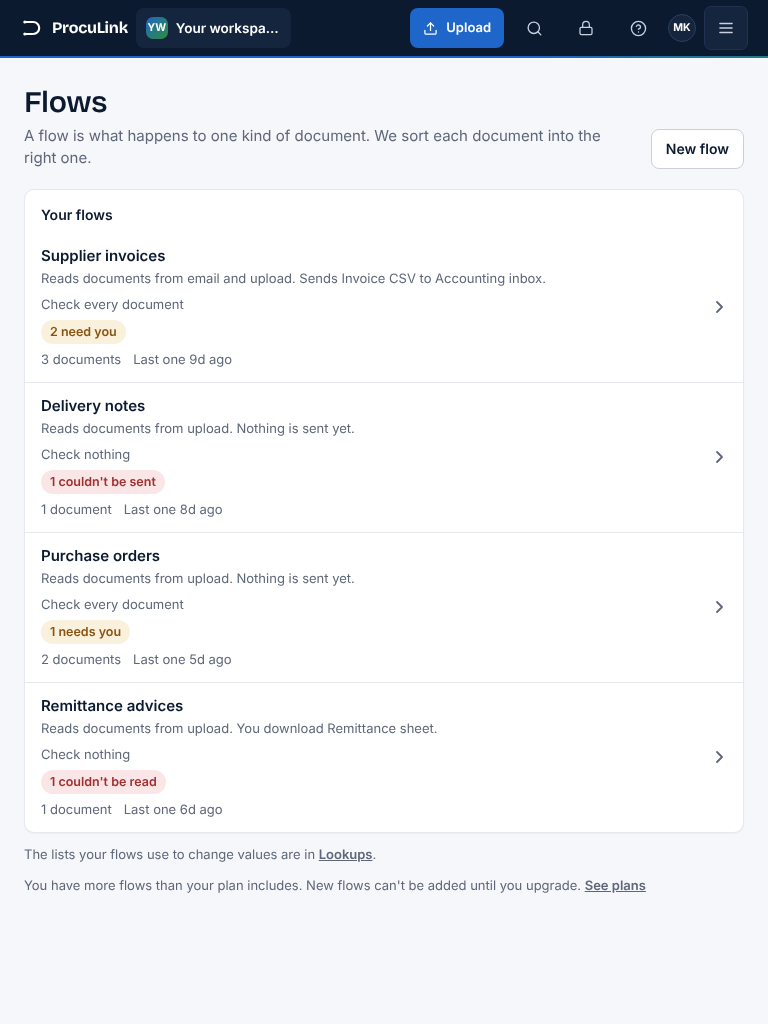 ProcuLink
YW
Your workspa…
Upload
MK
Flows
A flow is what happens to one kind of document. We sort each document into the
right one.
New flow
Your flows
Supplier invoices
Reads documents from email and upload. Sends Invoice CSV to Accounting inbox.
Check every document
2 need you
3 documents Last one 9d ago
Delivery notes
Reads documents from upload. Nothing is sent yet.
Check nothing
1 couldn't be sent
1 document Last one 8d ago
Purchase orders
Reads documents from upload. Nothing is sent yet.
Check every document
1 needs you
2 documents Last one 5d ago
Remittance advices
Reads documents from upload. You download Remittance sheet.
Check nothing
1 couldn't be read
1 document Last one 6d ago
The lists your flows use to change values are in Lookups.
You have more flows than your plan includes. New flows can't be added until you upgrade. See plans